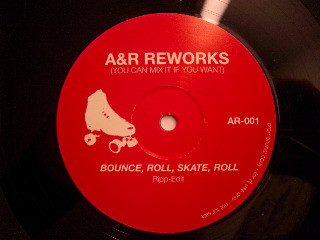 A&R REWORKS
(YOU CAN MIX IT IF YOU WANT)
AR-001
BOUNCE, ROLL, SKATE, ROLL
Ripp-Edit